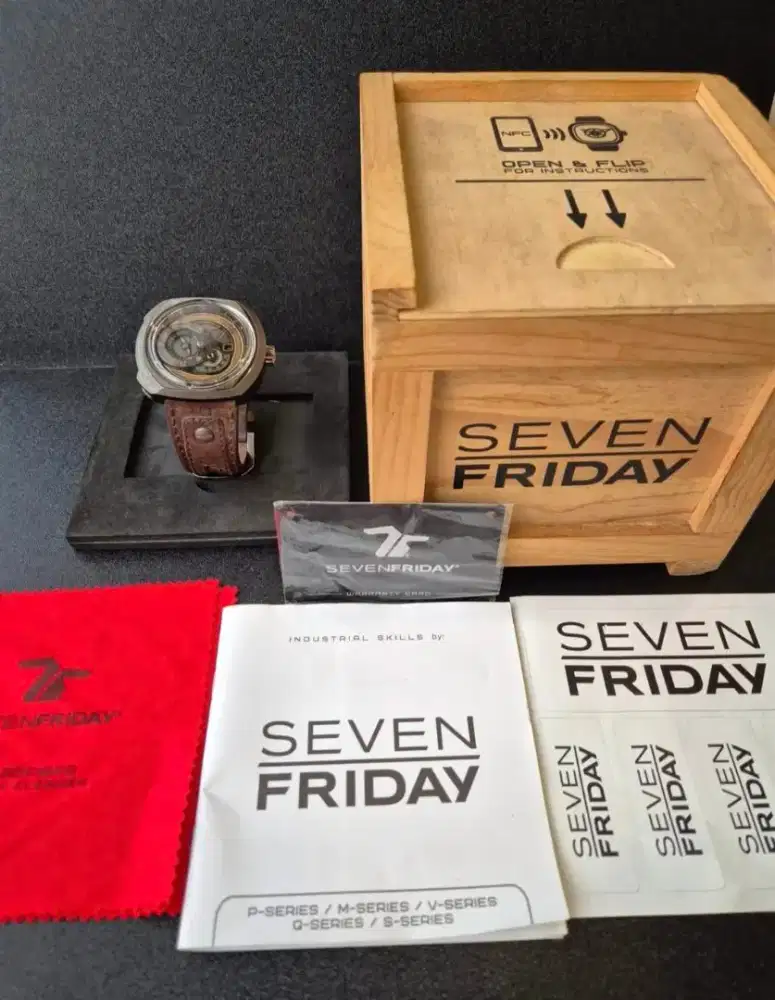 NFC
OPEN & FLIP
FOR INSTRUCTIONS
SEVEN
FRIDAY
SEVENFRIDAY
WARRANTY CARD
ENFRIDAY
INDUSTRIAL SKILLS by:
SEVEN
FRIDAY
P-SERIES / M-SERIES / V-SERIES
Q-SERIES / S-SERIES
SEVEN
FRIDAY
SEVEN
FRIDAY
SEVEN
FRIDAY
SEVEN
FRIDAY